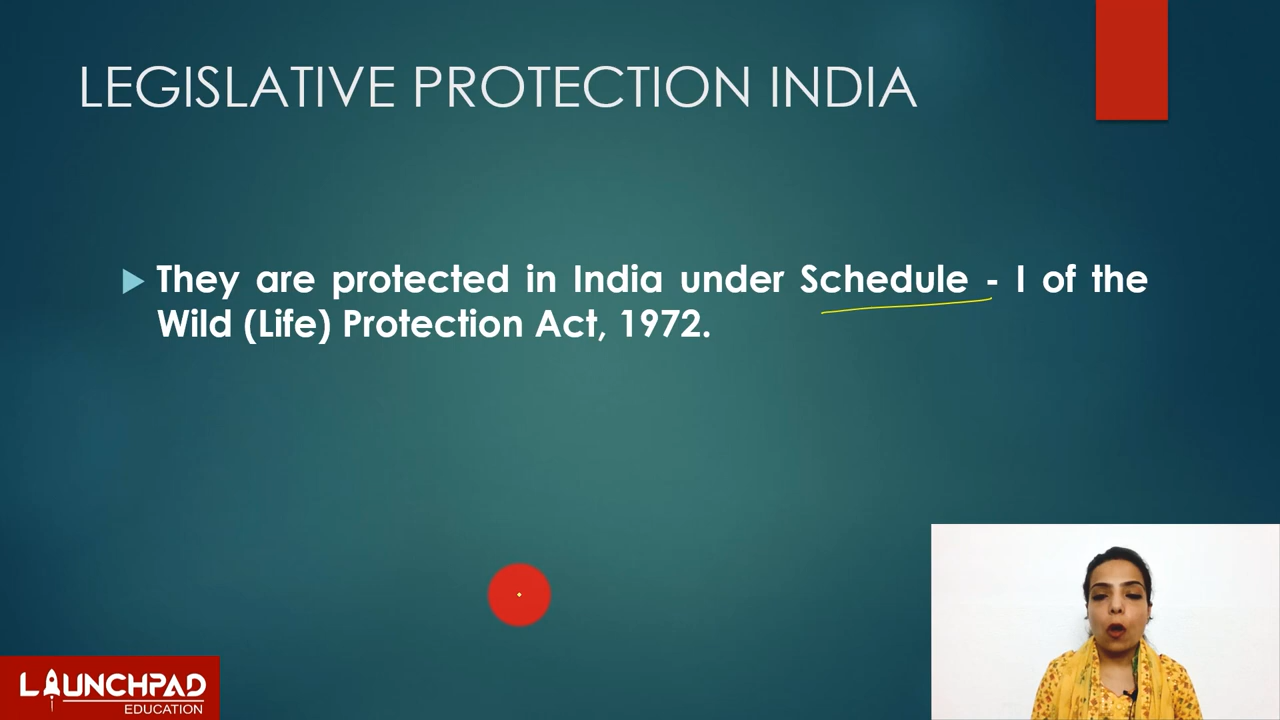 LEGISLATIVE PROTECTION INDIA
They are protected in India under Schedule - I of the
Wild (Life) Protection Act, 1972.
LAUNCHPAD
EDUCATION